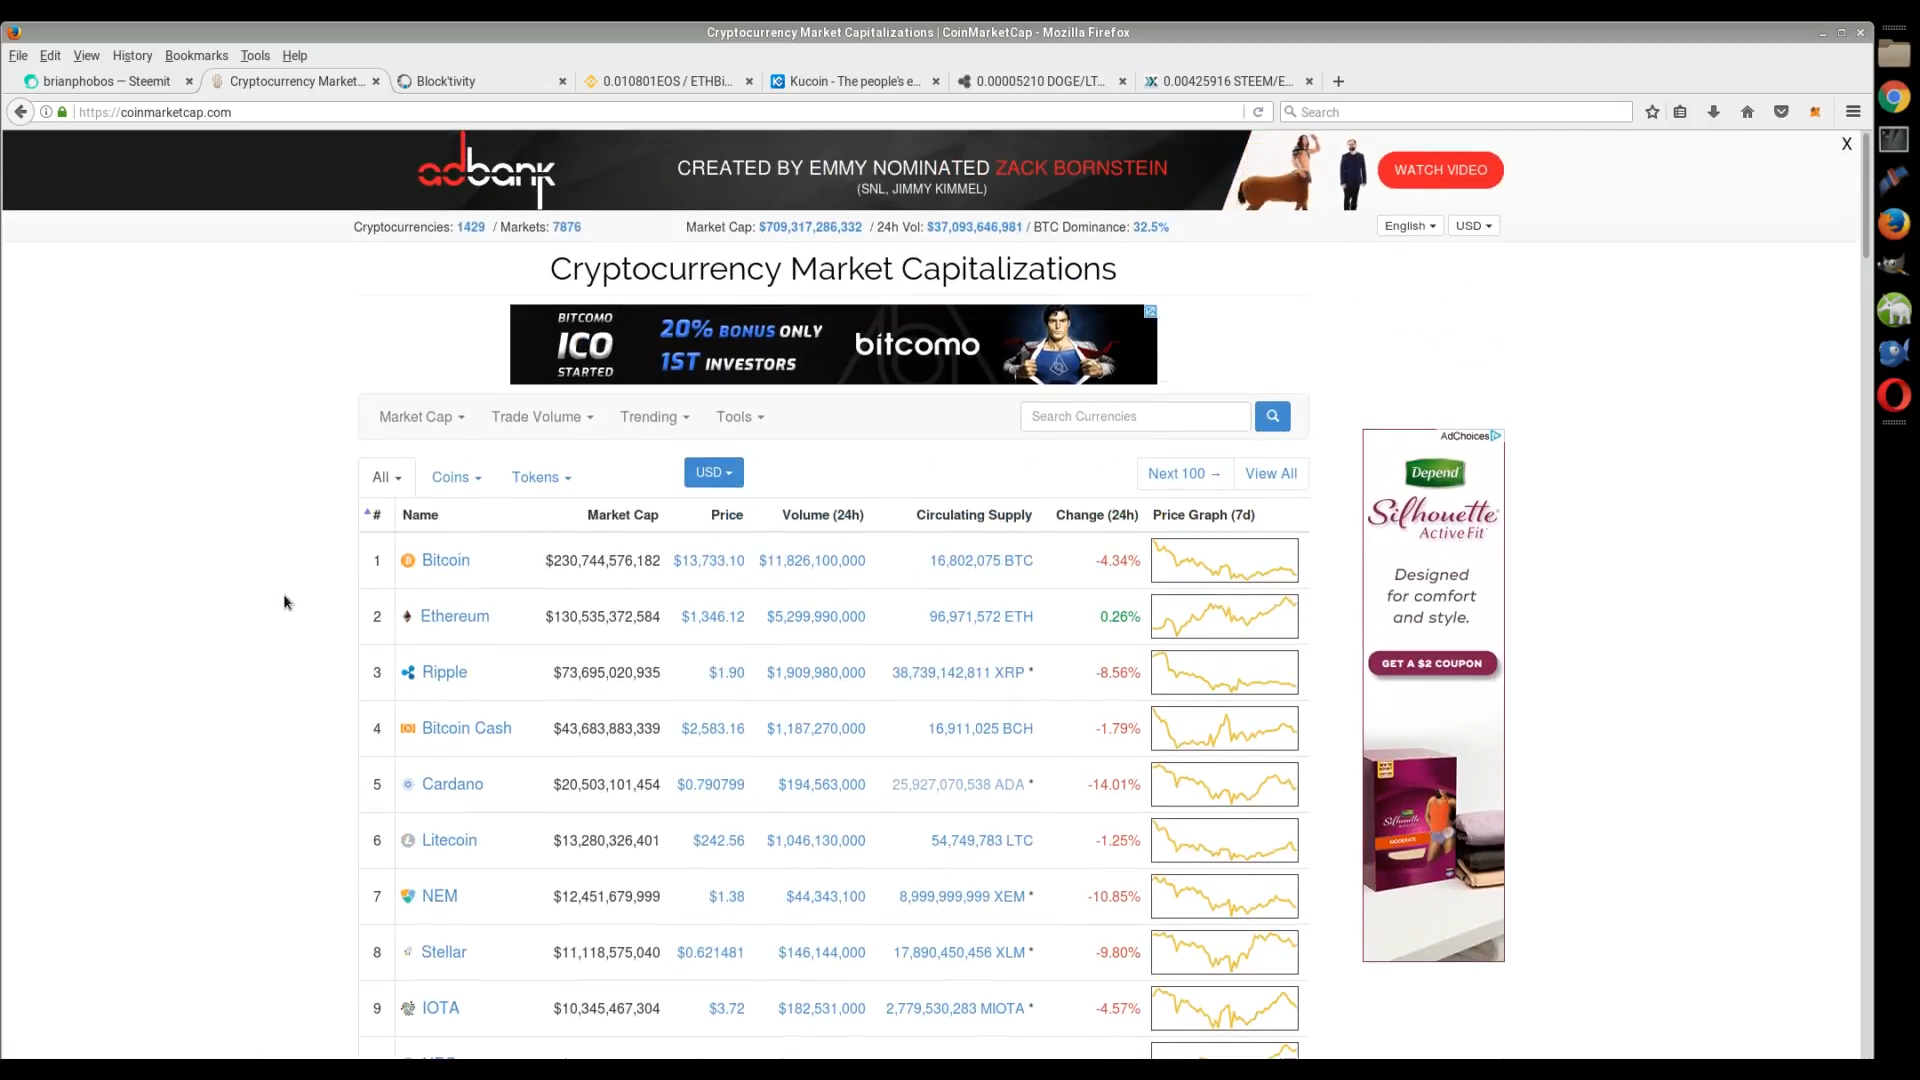 Cryptocurrency Market Capitalizations | CoinMarketCap - Mozilla Firefox
File Edit View History Bookmarks Tools Help
brianphobos — Steemit
Cryptocurrency Market...
Block'tivity
0.010801EOS / ETHBi...
Kucoin - The people's e...
0.00005210 DOGE/LT...
0.00425916 STEEM/E...
https://coinmarketcap.com
Search
adbank
CREATED BY EMMY NOMINATED ZACK BORNSTEIN
(SNL, JIMMY KIMMEL)
WATCH VIDEO
X
Cryptocurrencies: 1429 / Markets: 7876
Market Cap: $709,317,286,332 / 24h Vol: $37,093,646,981 / BTC Dominance: 32.5%
English
USD
Cryptocurrency Market Capitalizations
BITCOMO
ICO
STARTED
20% BONUS ONLY
1ST INVESTORS
bitcomo
Market Cap Trade Volume Trending Tools
Search Currencies
All Coins Tokens
USD
Next 100 → View All
# Name Market Cap Price Volume (24h) Circulating Supply Change (24h) Price Graph (7d)
1 Bitcoin $230,744,576,182 $13,733.10 $11,826,100,000 16,802,075 BTC -4.34%
2 Ethereum $130,535,372,584 $1,346.12 $5,299,990,000 96,971,572 ETH 0.26%
3 Ripple $73,695,020,935 $1.90 $1,909,980,000 38,739,142,811 XRP * -8.56%
4 Bitcoin Cash $43,683,883,339 $2,583.16 $1,187,270,000 16,911,025 BCH -1.79%
5 Cardano $20,503,101,454 $0.790799 $194,563,000 25,927,070,538 ADA * -14.01%
6 Litecoin $13,280,326,401 $242.56 $1,046,130,000 54,749,783 LTC -1.25%
7 NEM $12,451,679,999 $1.38 $44,343,100 8,999,999,999 XEM * -10.85%
8 Stellar $11,118,575,040 $0.621481 $146,144,000 17,890,450,456 XLM * -9.80%
9 IOTA $10,345,467,304 $3.72 $182,531,000 2,779,530,283 MIOTA * -4.57%
AdChoices
Depend
Silhouette
Active Fit
Designed
for comfort
and style.
GET A $2 COUPON
Silhouette
MODERATE